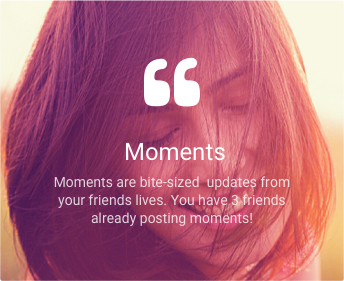 Moments
Moments are bite-sized  updates from
your friends lives. You have 3 friends
already posting moments!